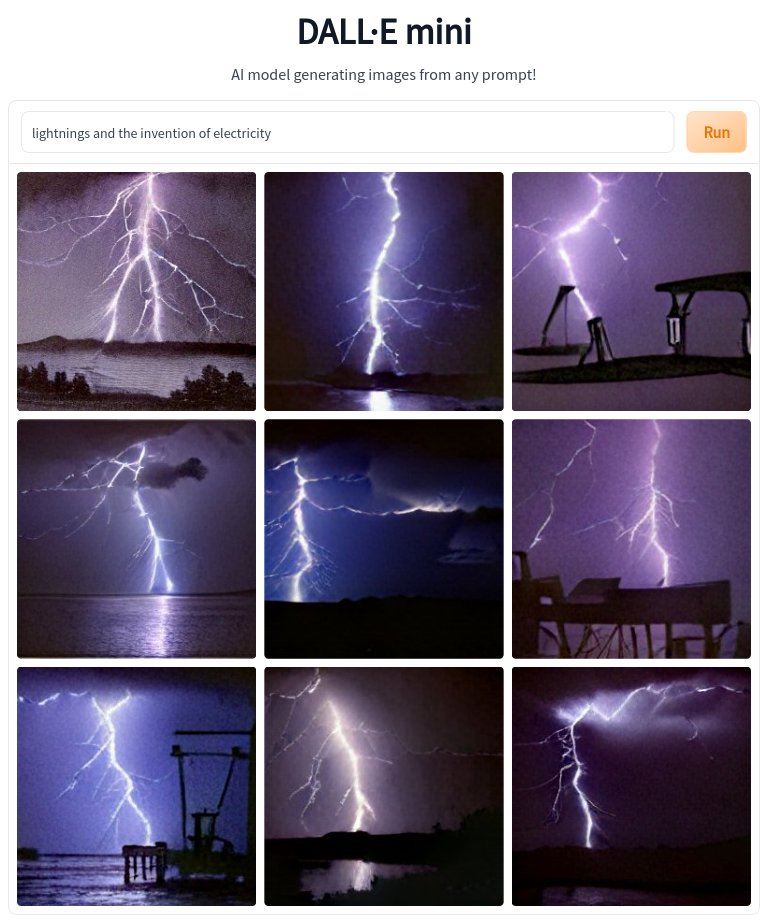 DALL·E mini
AI model generating images from any prompt!
lightnings and the invention of electricity
Run